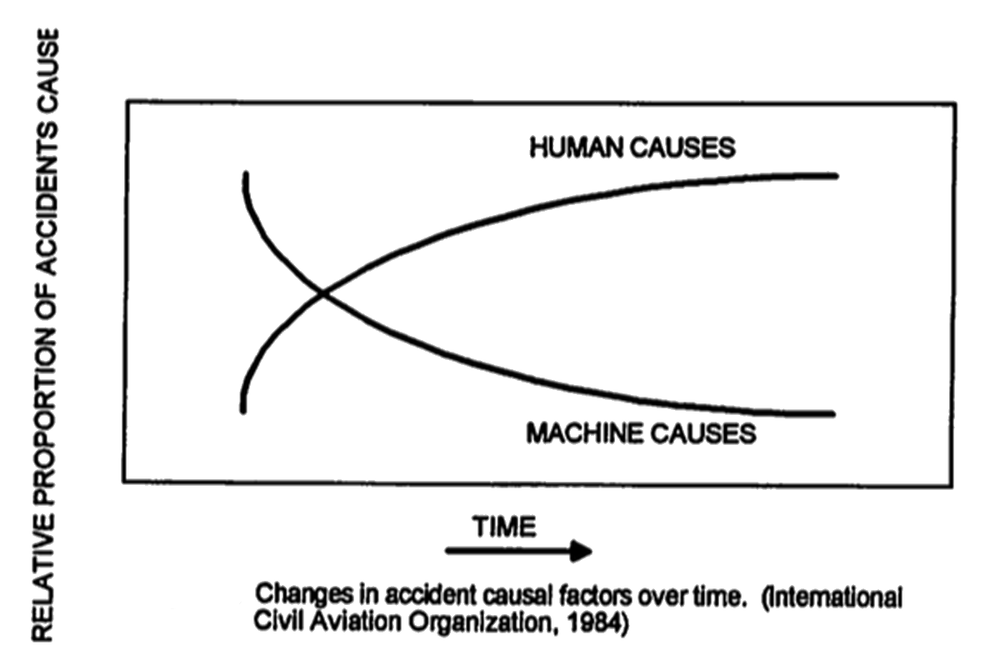 RELATIVE PROPORTION OF ACCIDENTS CAUSE
HUMAN CAUSES
MACHINE CAUSES
TIME
Changes in accident causal factors over time. (International
Civil Aviation Organization, 1984)